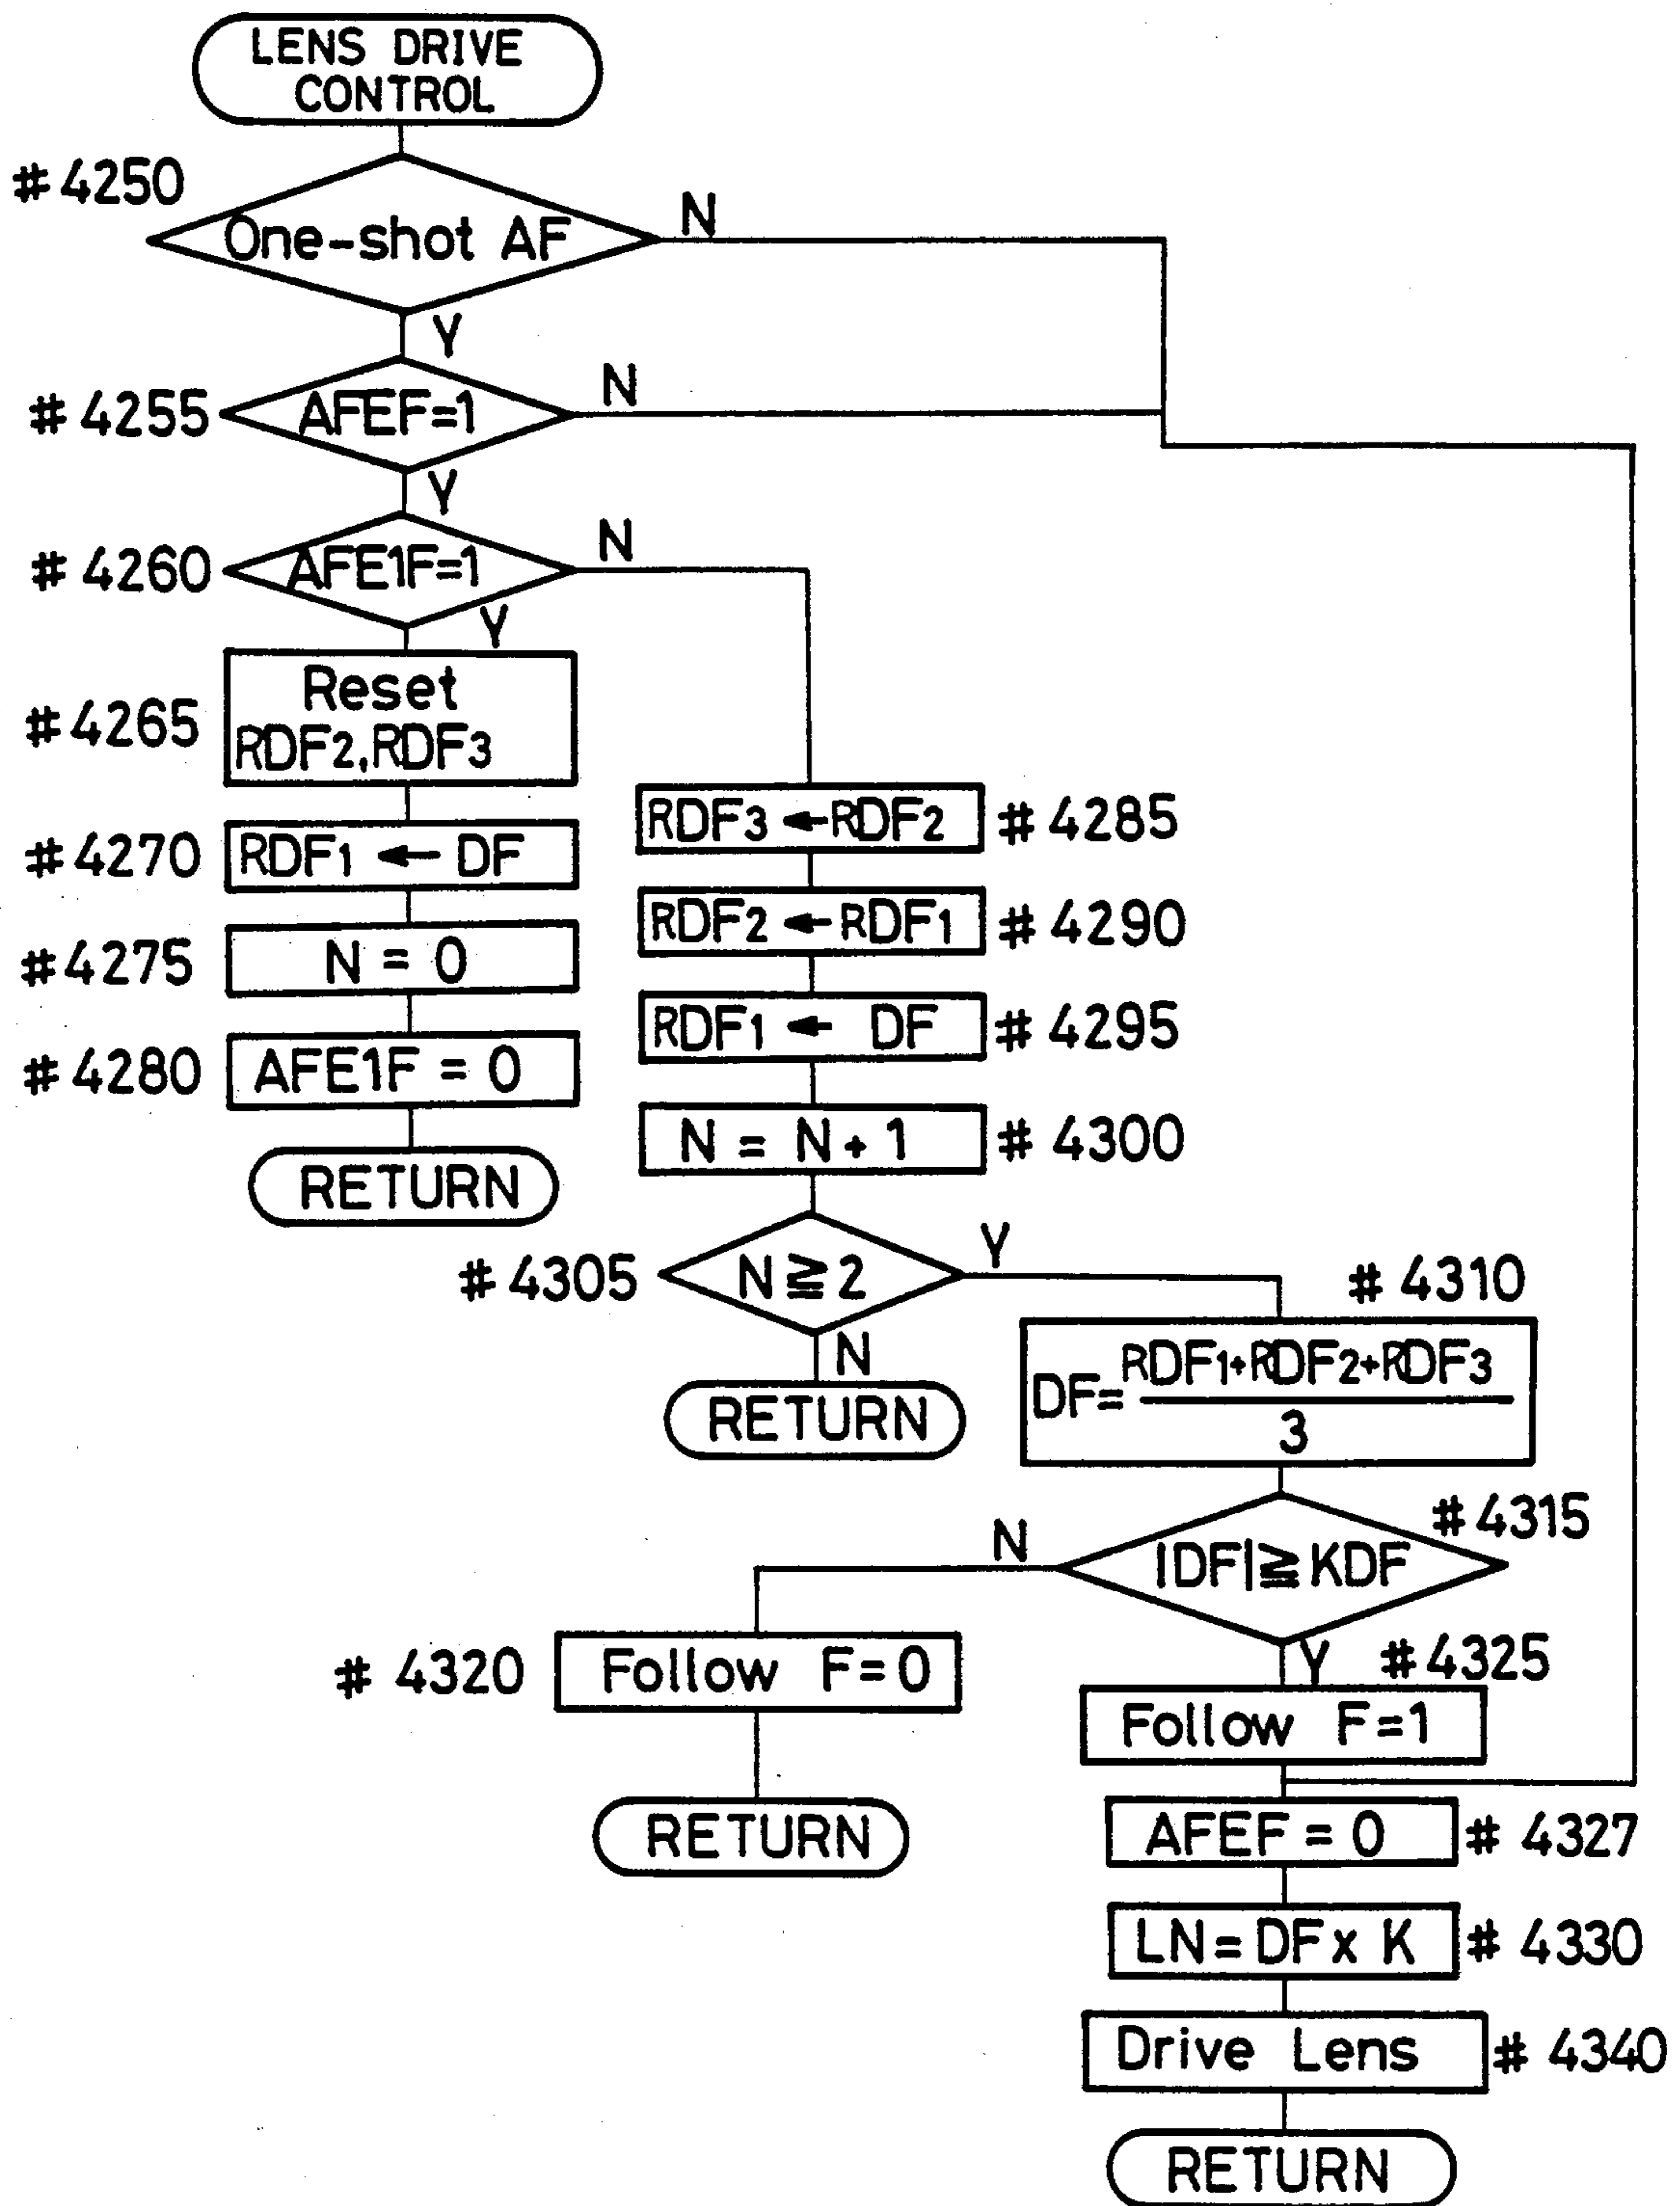 LENS DRIVE
CONTROL
#4250
One-shot AF
N
Y
#4255
AFEF=1
N
Y
#4260
AFE1F=1
N
Y
#4265
Reset
RDF2,RDF3
#4270
RDF1 ← DF
#4275
N = 0
#4280
AFE1F = 0
RETURN
RDF3 ← RDF2
#4285
RDF2 ← RDF1
#4290
RDF1 ← DF
#4295
N = N + 1
#4300
#4305
N ≧ 2
Y
N
RETURN
#4310
DF= RDF1+RDF2+RDF3
3
#4315
|DF|≧KDF
N
Y
#4320
Follow F=0
RETURN
#4325
Follow F=1
AFEF = 0
#4327
LN=DF x K
#4330
Drive Lens
#4340
RETURN